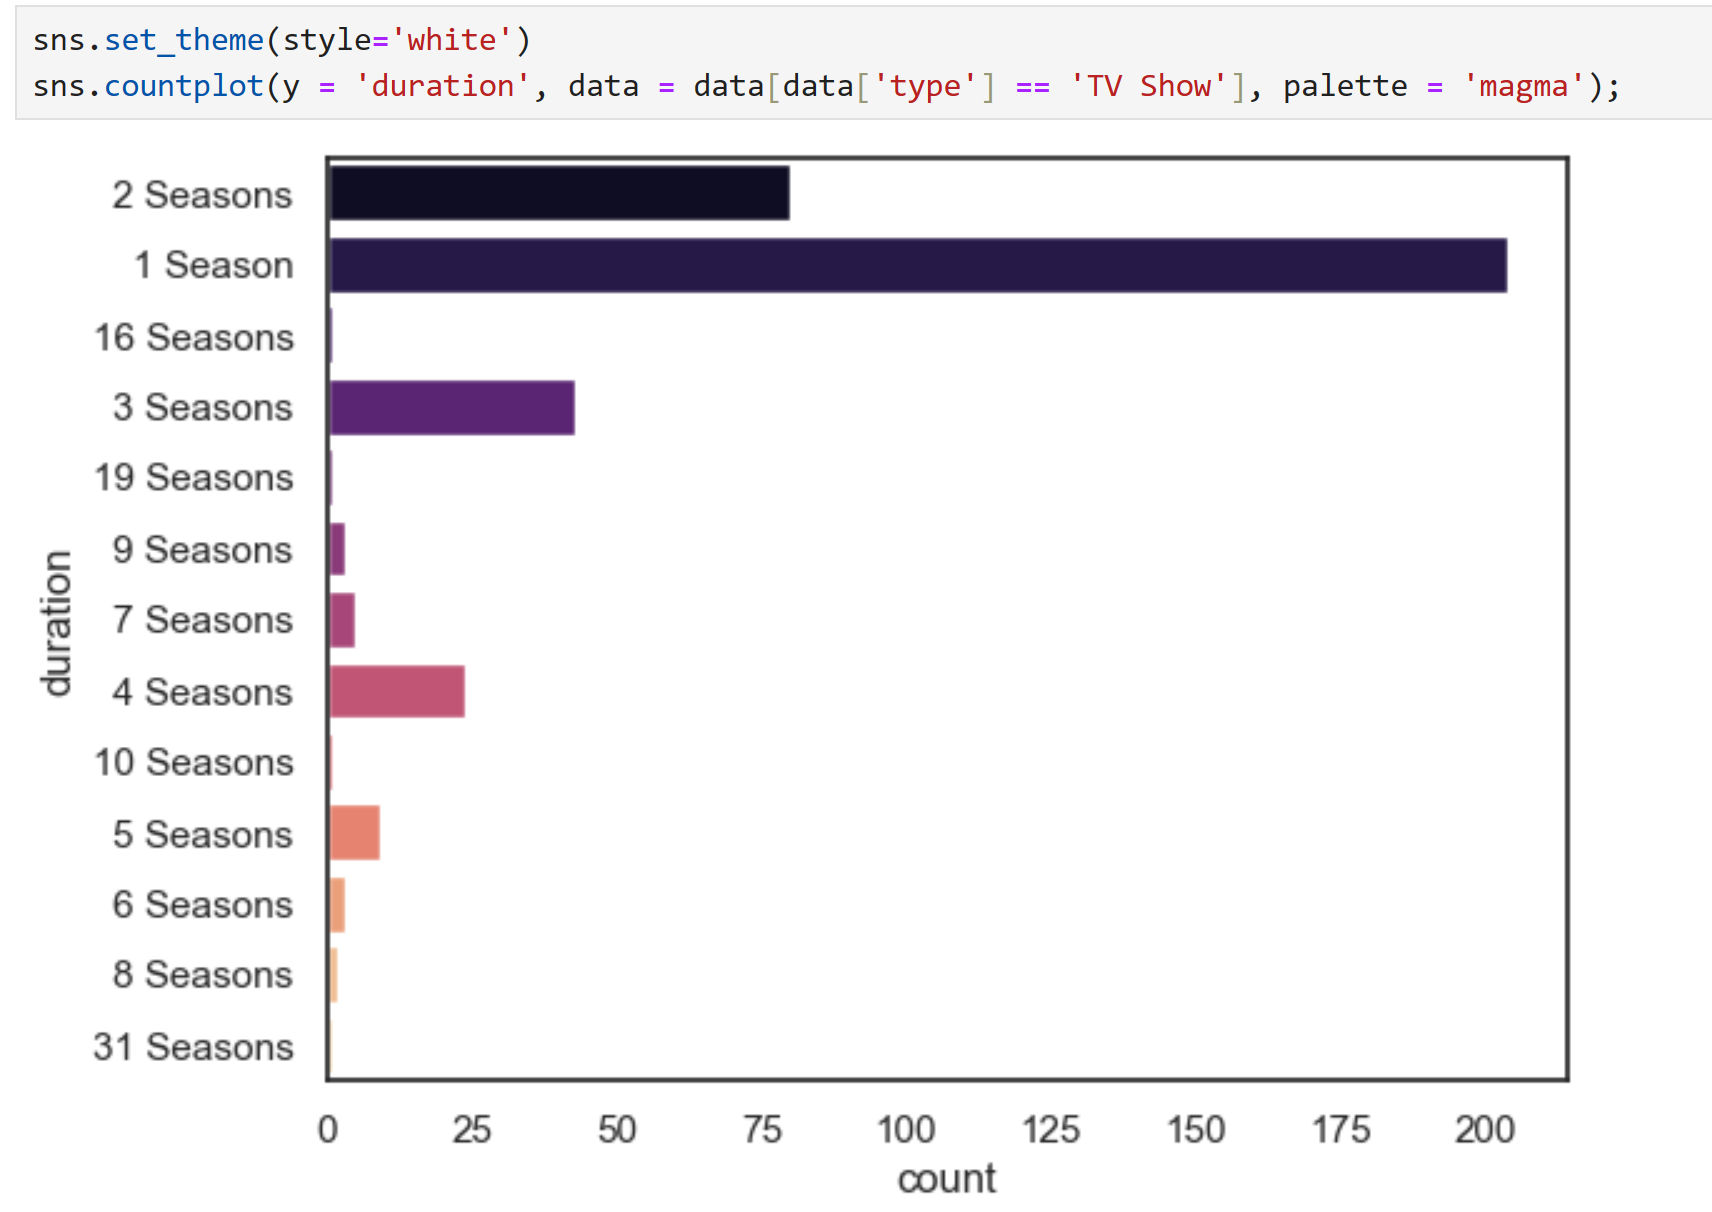 sns.set_theme(style='white')
sns.countplot(y = 'duration', data = data[data['type'] == 'TV Show'], palette = 'magma');
2 Seasons
1 Season
16 Seasons
3 Seasons
19 Seasons
9 Seasons
7 Seasons
4 Seasons
10 Seasons
5 Seasons
6 Seasons
8 Seasons
31 Seasons
duration
0 25 50 75 100 125 150 175 200
count